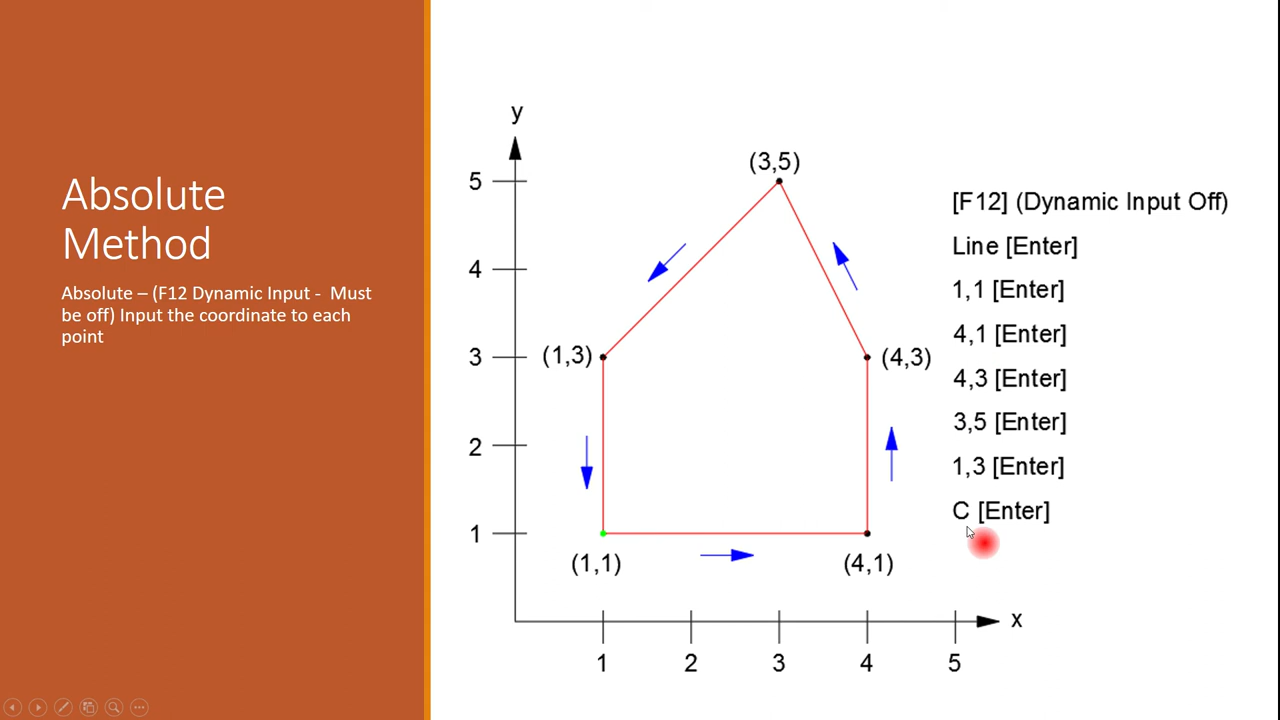 Absolute
Method
Absolute – (F12 Dynamic Input -  Must
be off) Input the coordinate to each
point
y
(3,5)
5
4
3
2
1
(1,3)
(4,3)
(1,1)
(4,1)
x
1
2
3
4
5
[F12] (Dynamic Input Off)
Line [Enter]
1,1 [Enter]
4,1 [Enter]
4,3 [Enter]
3,5 [Enter]
1,3 [Enter]
C [Enter]